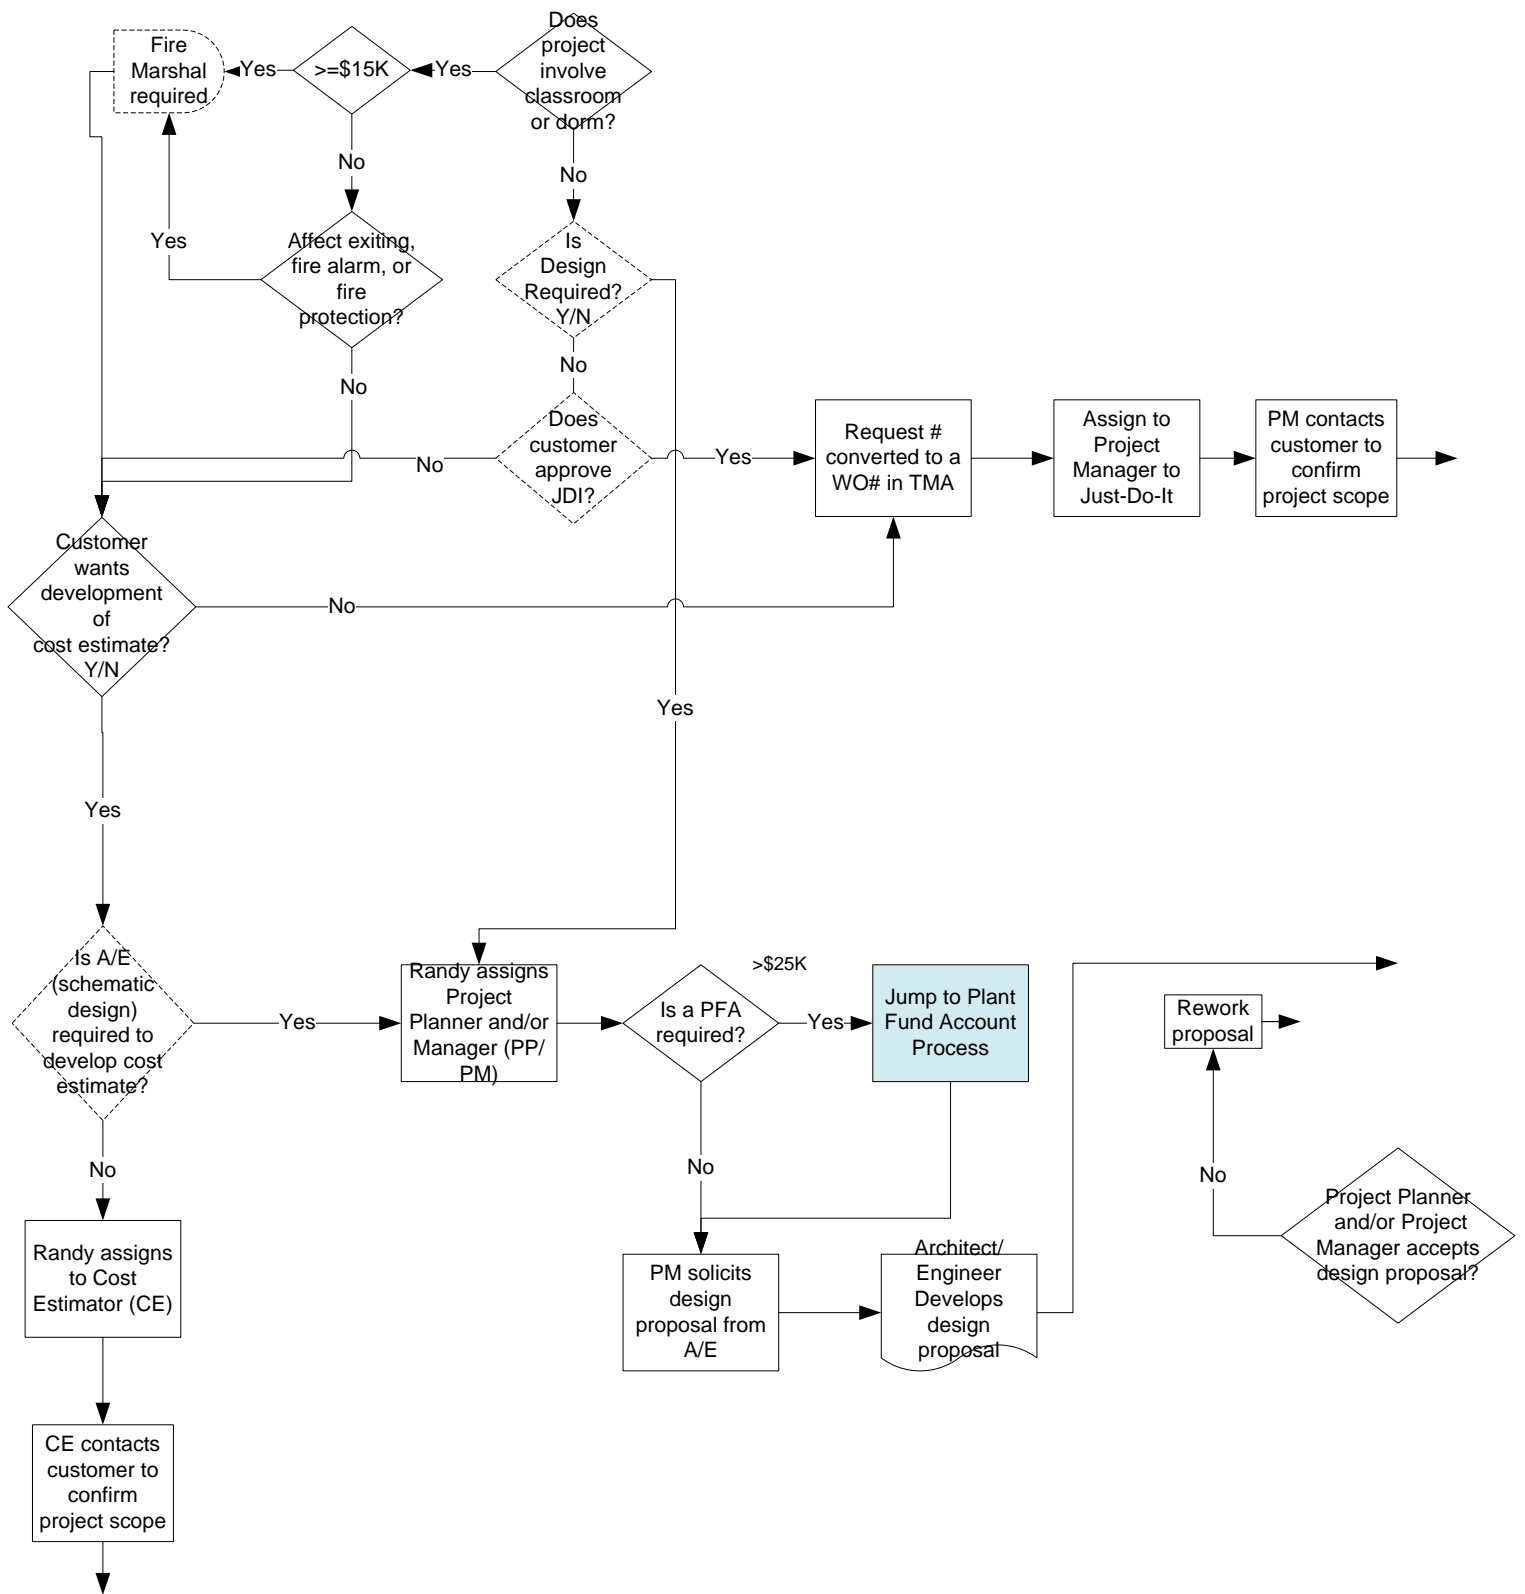 Fire
Marshal
required
Yes
>=$15K
Yes
Does
project
involve
classroom
or dorm?
No
No
Yes
Affect exiting,
fire alarm, or
fire
protection?
Is
Design
Required?
Y/N
No
No
Does
customer
approve
JDI?
No
Yes
Request #
converted to a
WO# in TMA
Assign to
Project
Manager to
Just-Do-It
PM contacts
customer to
confirm
project scope
Customer
wants
development
of
cost estimate?
Y/N
No
Yes
Yes
Is A/E
(schematic
design)
required to
develop cost
estimate?
Yes
Randy assigns
Project
Planner and/or
Manager (PP/
PM)
Is a PFA
required?
>$25K
Yes
Jump to Plant
Fund Account
Process
Rework
proposal
No
No
No
Project Planner
and/or Project
Manager accepts
design proposal?
Randy assigns
to Cost
Estimator (CE)
PM solicits
design
proposal from
A/E
Architect/
Engineer
Develops
design
proposal
CE contacts
customer to
confirm
project scope